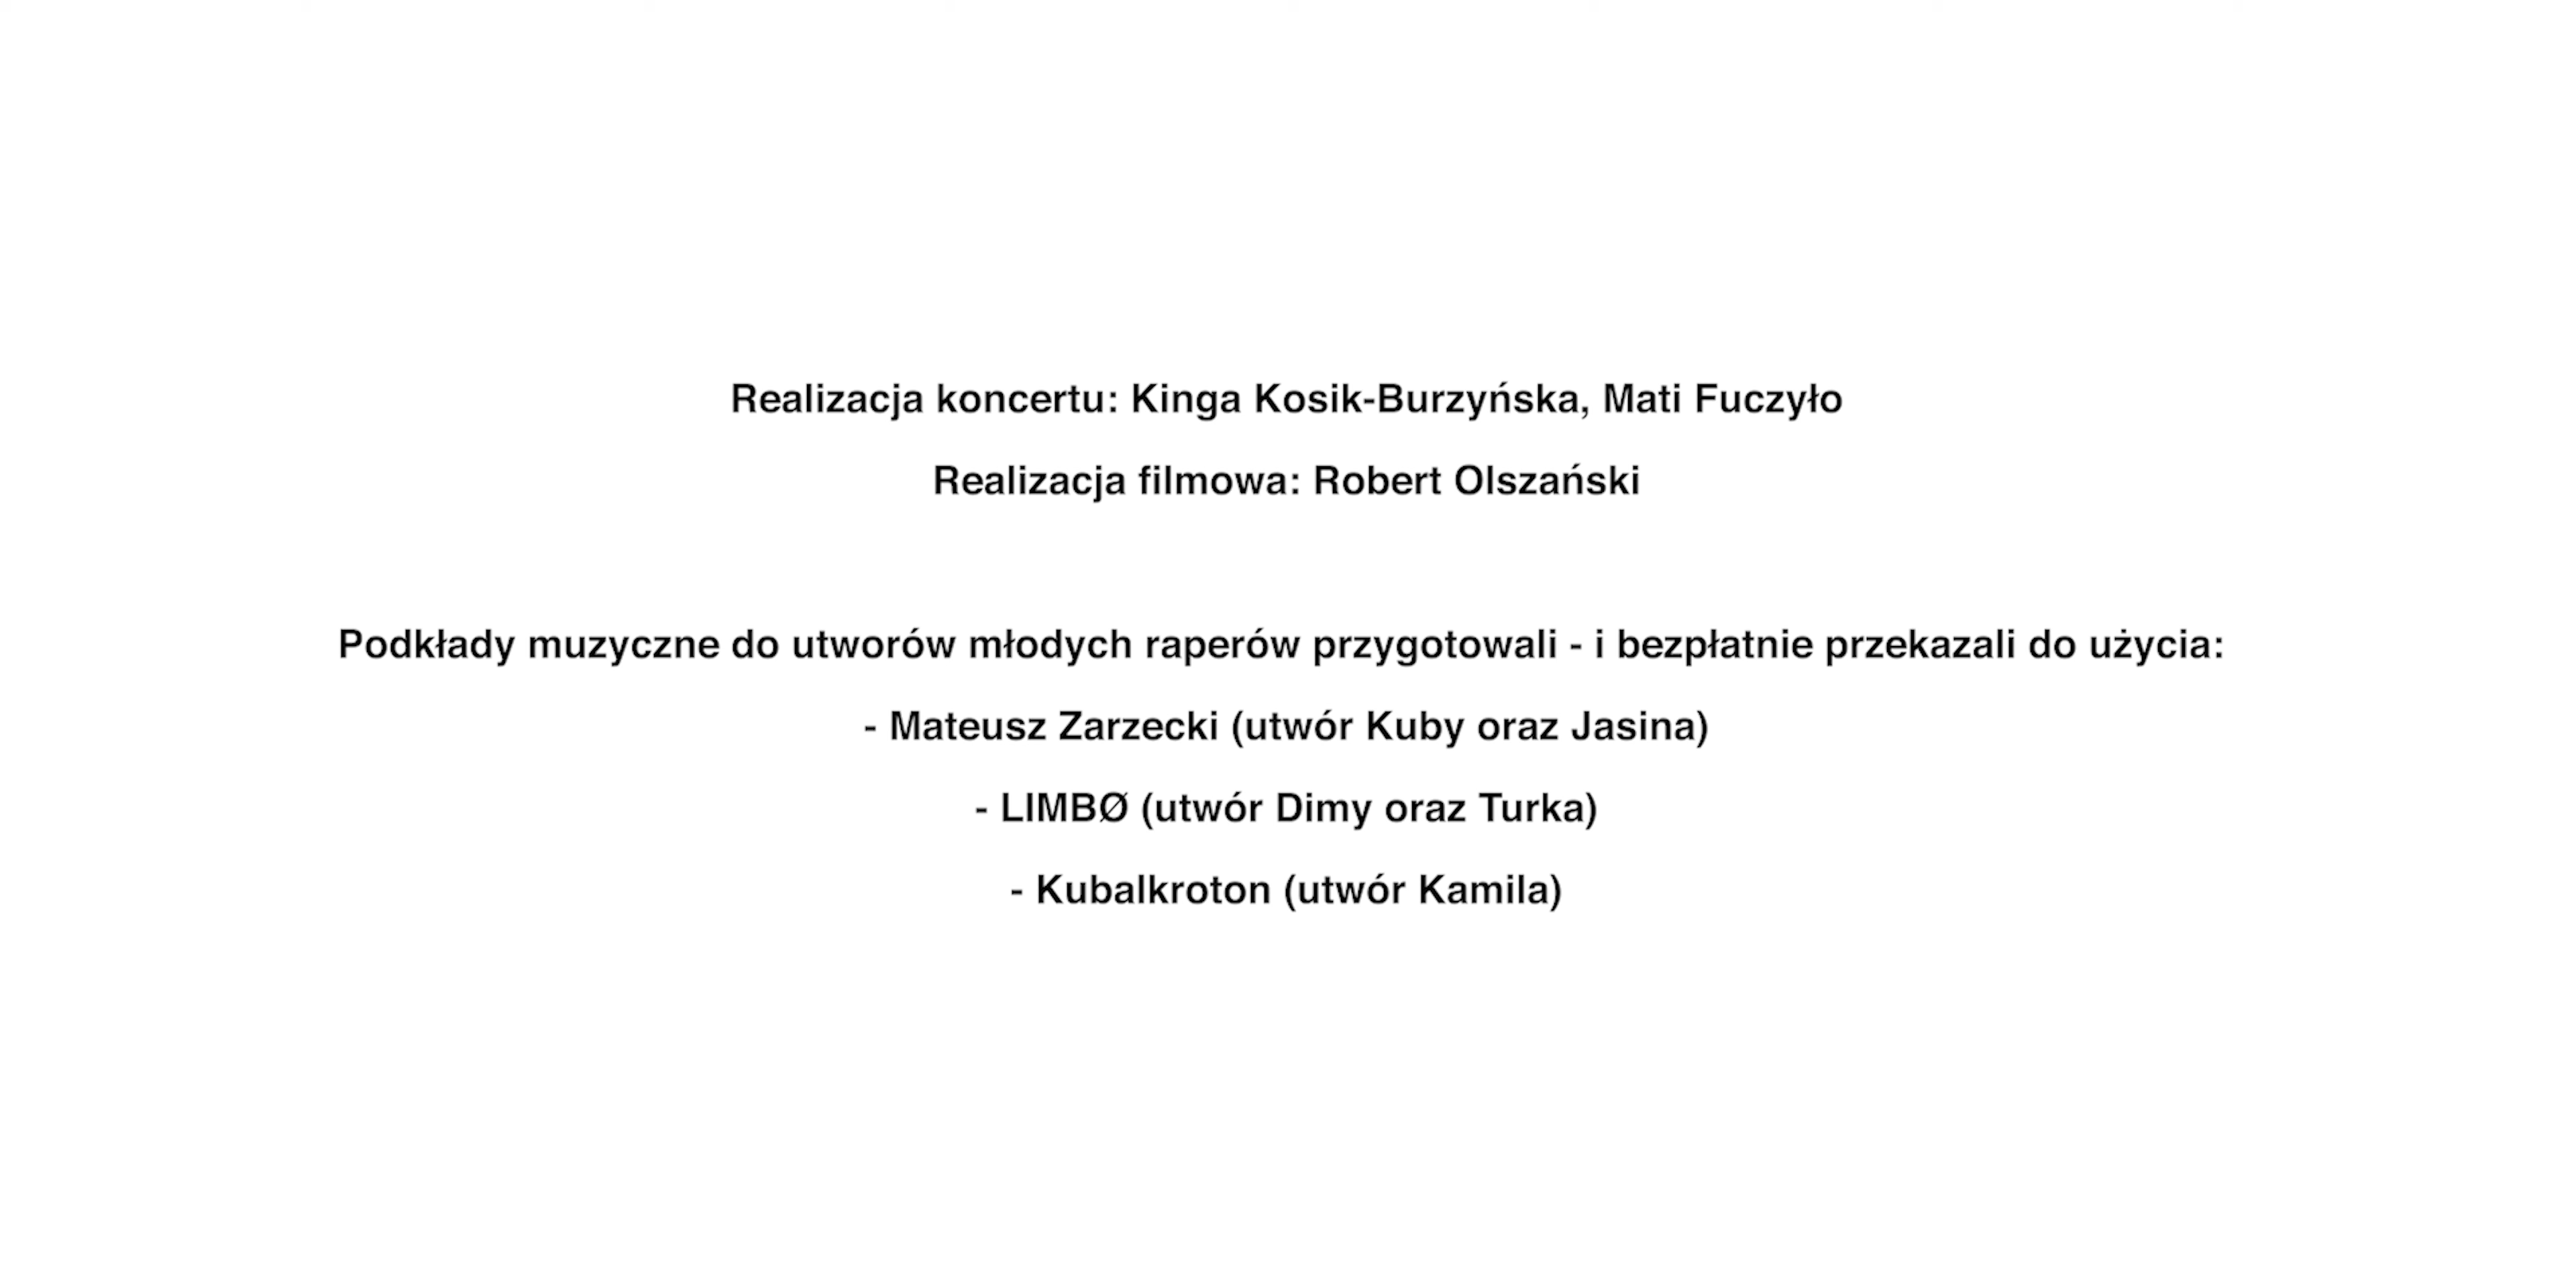 Realizacja koncertu: Kinga Kosik-Burzyńska, Mati Fuczyło
Realizacja filmowa: Robert Olszański
Podkłady muzyczne do utworów młodych raperów przygotowali - i bezpłatnie przekazali do użycia:
- Mateusz Zarzecki (utwór Kuby oraz Jasina)
- LIMBØ (utwór Dimy oraz Turka)
- Kubalkroton (utwór Kamila)